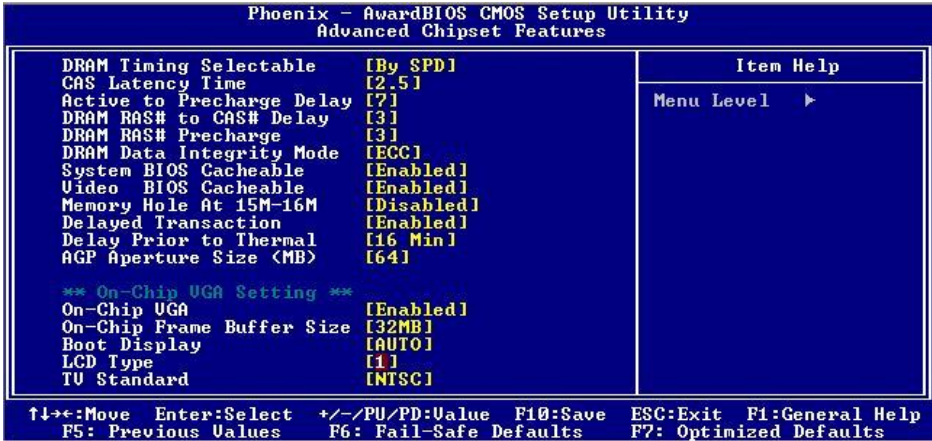 Phoenix - AwardBIOS CMOS Setup Utility
Advanced Chipset Features
DRAM Timing Selectable [By SPD]
CAS Latency Time [2.5]
Active to Precharge Delay [7]
DRAM RAS# to CAS# Delay [3]
DRAM RAS# Precharge [3]
DRAM Data Integrity Mode [ECC]
System BIOS Cacheable [Enabled]
Video BIOS Cacheable [Enabled]
Memory Hole At 15M-16M [Disabled]
Delayed Transaction [Enabled]
Delay Prior to Thermal [16 Min]
AGP Aperture Size (MB) [64]
** On-Chip VGA Setting **
On-Chip VGA [Enabled]
On-Chip Frame Buffer Size [32MB]
Boot Display [AUTO]
LCD Type [1]
TV Standard [NTSC]
Item Help
Menu Level ▶
↑↓→←:Move Enter:Select +/-/PU/PD:Value F10:Save ESC:Exit F1:General Help
F5: Previous Values F6: Fail-Safe Defaults F7: Optimized Defaults